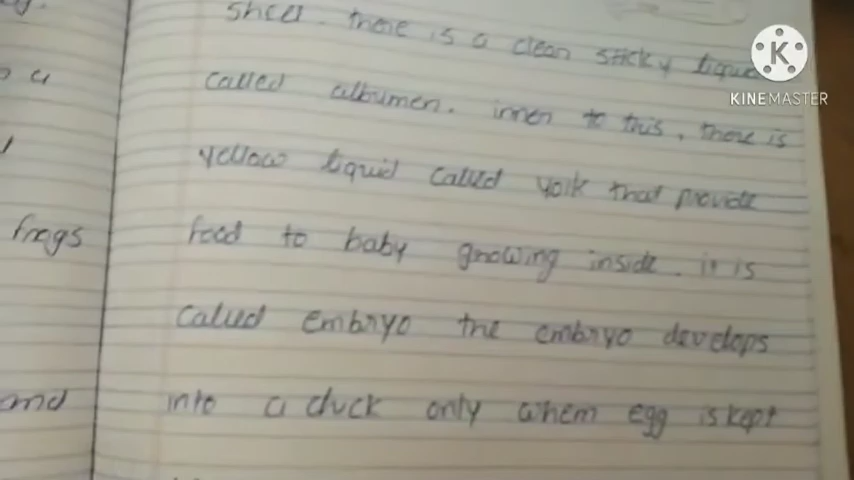 shell. there is a clean sticky liquid
called albumen. inner to this, there is
yellow liquid called yolk that provide
food to baby growing inside. it is
called embryo the embryo develops
into a chick only when egg is kept
frogs
and
KINEMASTER